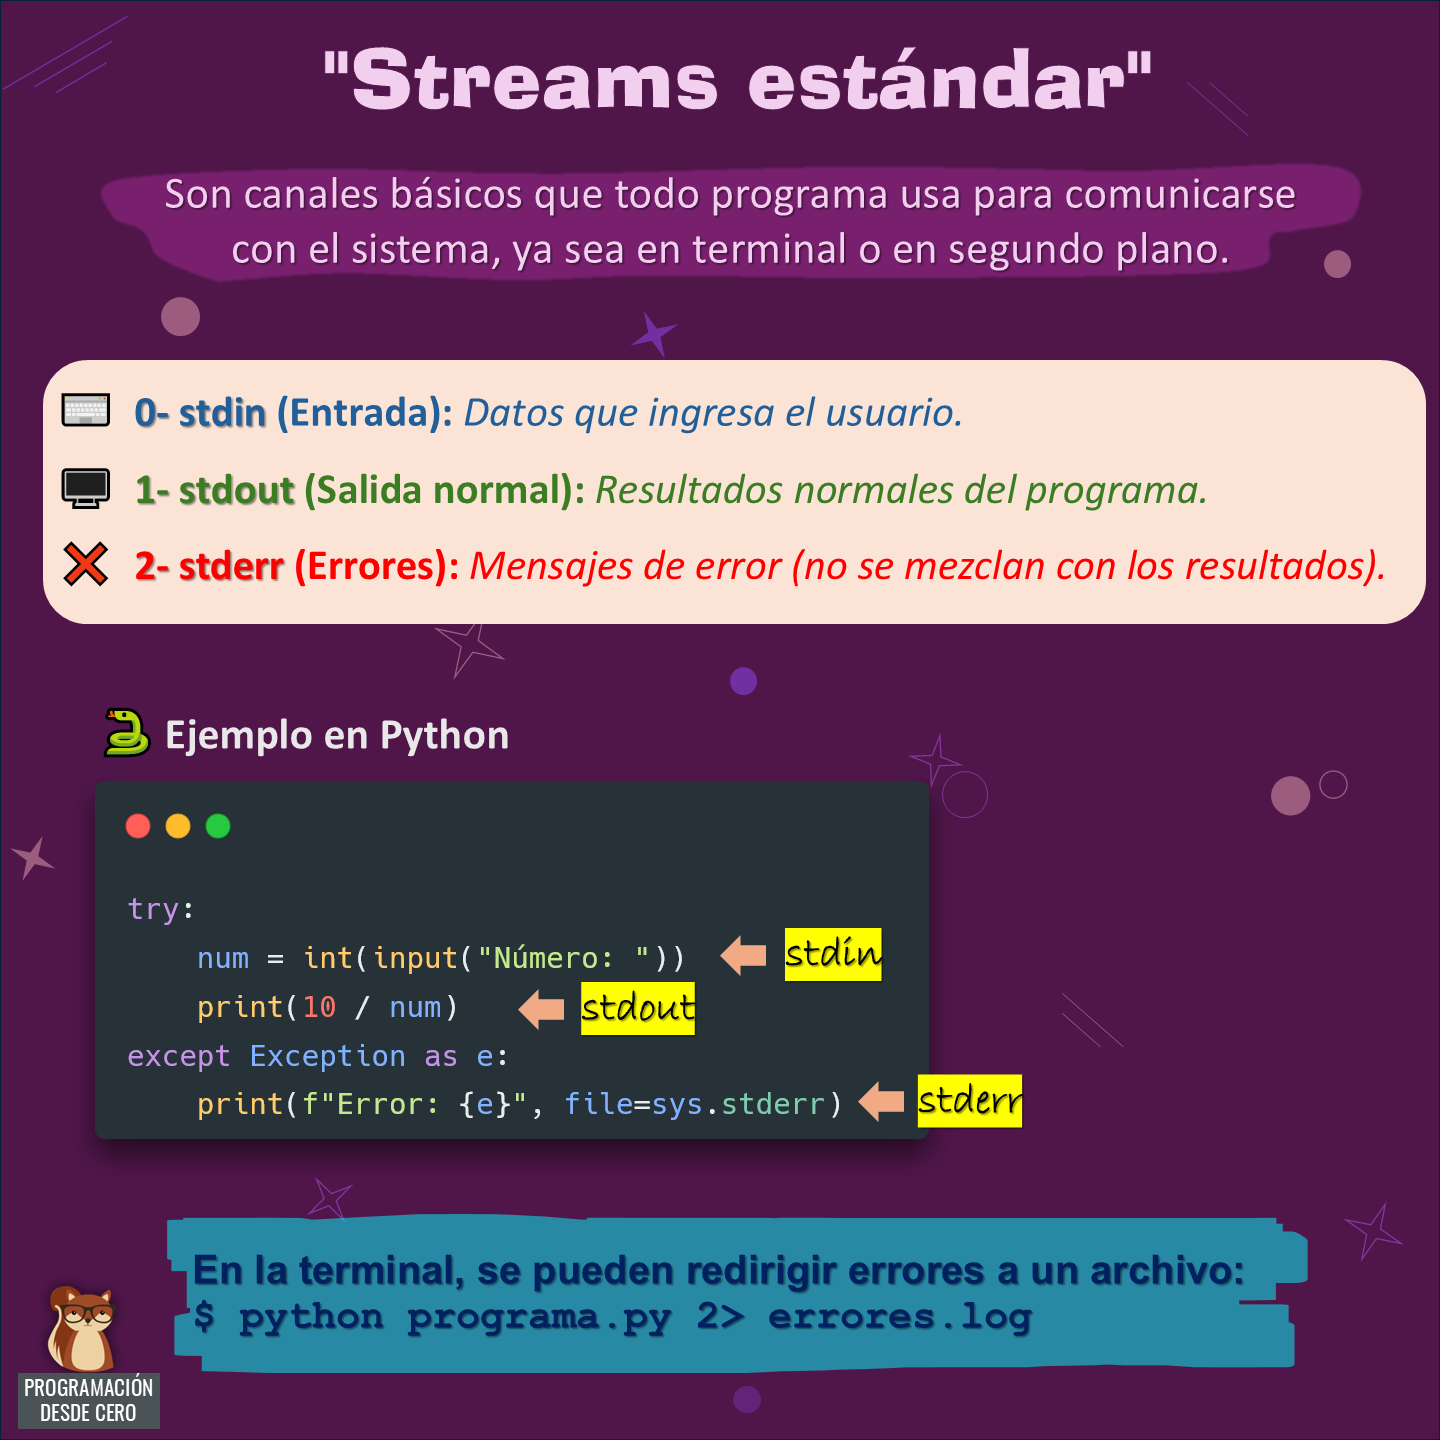 "Streams estándar"
Son canales básicos que todo programa usa para comunicarse
con el sistema, ya sea en terminal o en segundo plano.
0- stdin (Entrada): Datos que ingresa el usuario.
1- stdout (Salida normal): Resultados normales del programa.
2- stderr (Errores): Mensajes de error (no se mezclan con los resultados).
Ejemplo en Python
try:
    num = int(input("Número: ")) stdin
    print(10 / num) stdout
except Exception as e:
    print(f"Error: {e}", file=sys.stderr) stderr
En la terminal, se pueden redirigir errores a un archivo:
$ python programa.py 2> errores.log
PROGRAMACIÓN
DESDE CERO